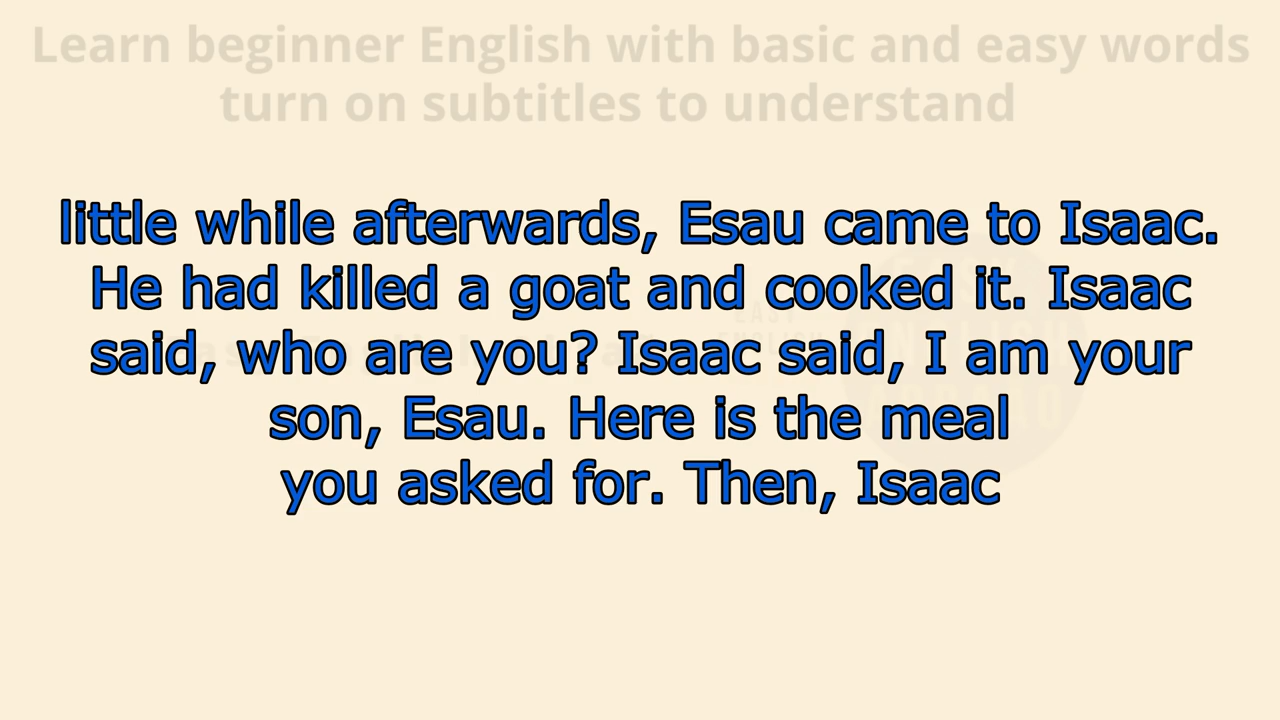 Learn beginner English with basic and easy words
turn on subtitles to understand
little while afterwards, Esau came to Isaac.
He had killed a goat and cooked it. Isaac
said, who are you? Isaac said, I am your
son, Esau. Here is the meal
you asked for. Then, Isaac